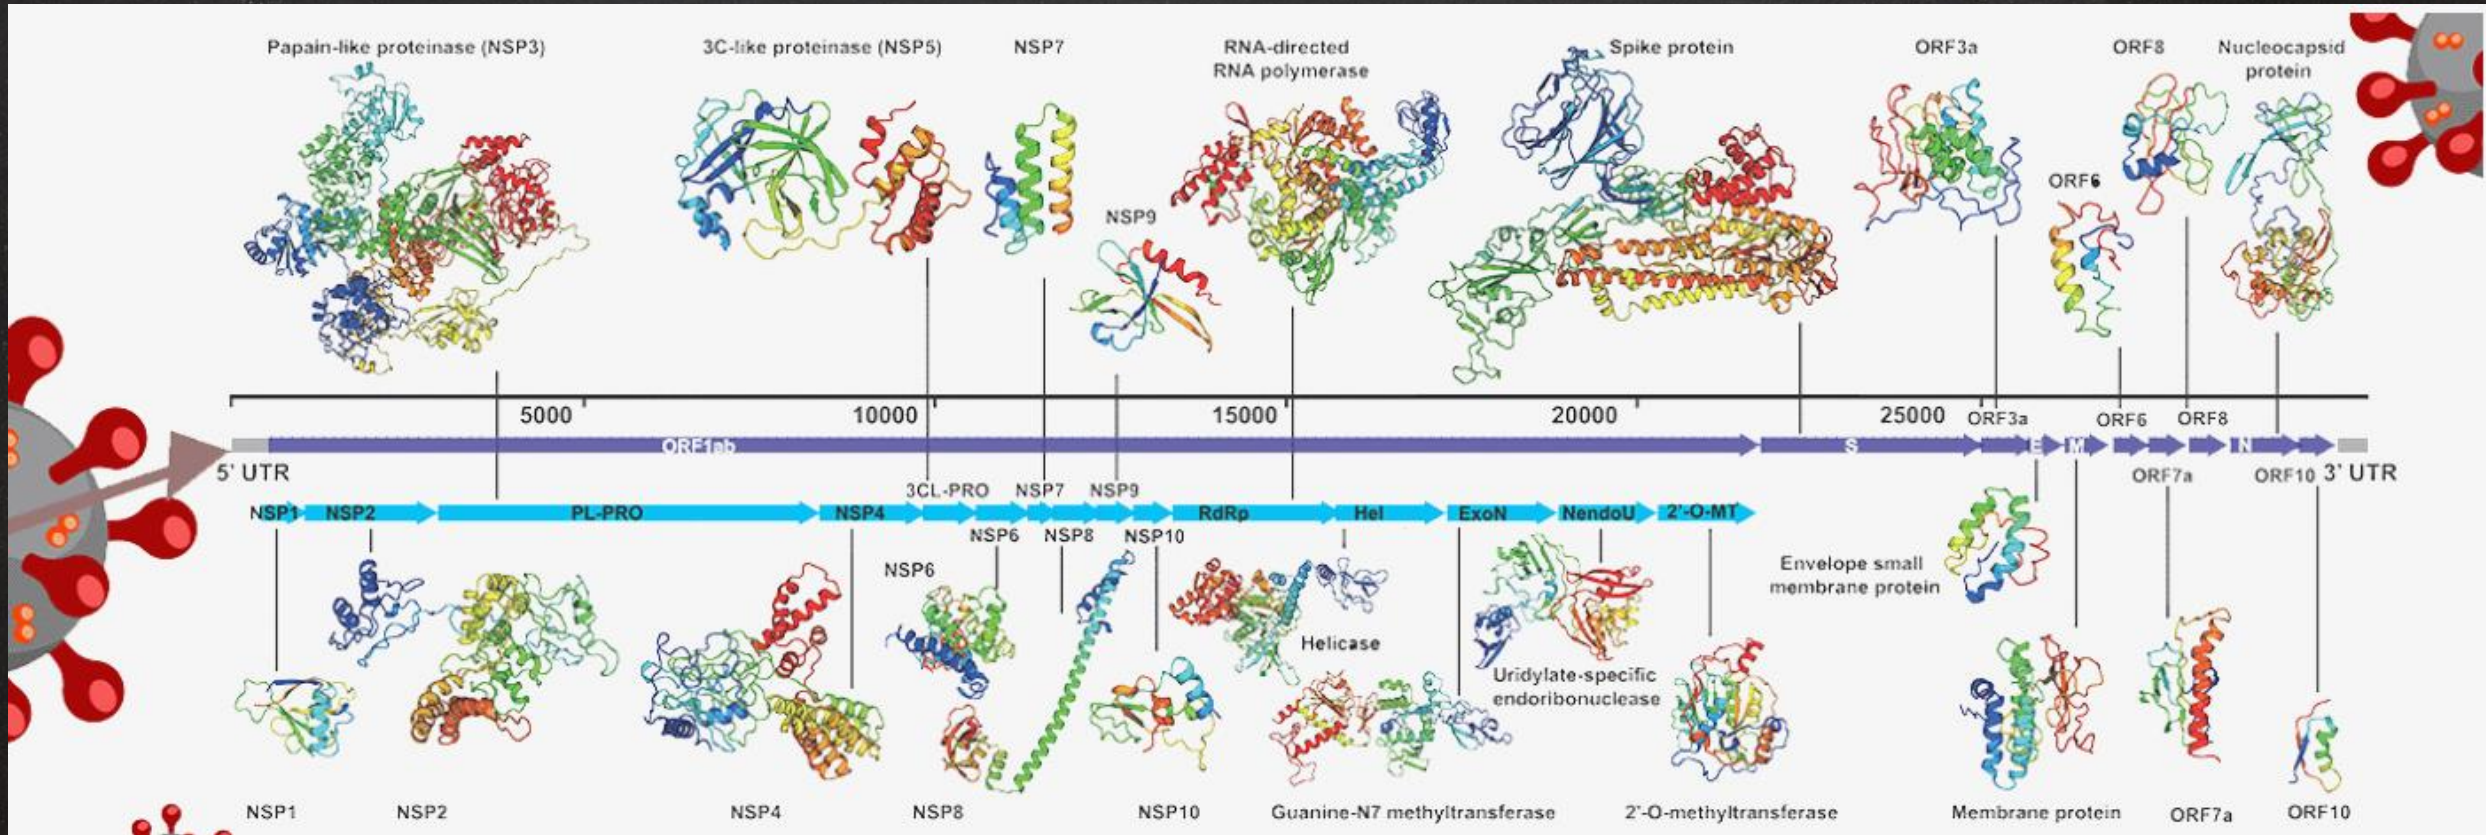 Papain-like proteinase (NSP3)
3C-like proteinase (NSP5)
NSP7
RNA-directed
RNA polymerase
Spike protein
ORF3a
ORF8
Nucleocapsid
protein
ORF6
NSP9
5000
10000
15000
20000
25000
ORF3a
ORF6
ORF8
ORF1ab
S
E
M
N
5' UTR
ORF7a
ORF10
3' UTR
3CL-PRO
NSP7
NSP9
NSP1
NSP2
PL-PRO
NSP4
RdRp
Hel
ExoN
NendoU
2'-O-MT
NSP6
NSP8
NSP10
NSP6
Envelope small
membrane protein
Helicase
Uridylate-specific
endoribonuclease
NSP1
NSP2
NSP4
NSP8
NSP10
Guanine-N7 methyltransferase
2'-O-methyltransferase
Membrane protein
ORF7a
ORF10